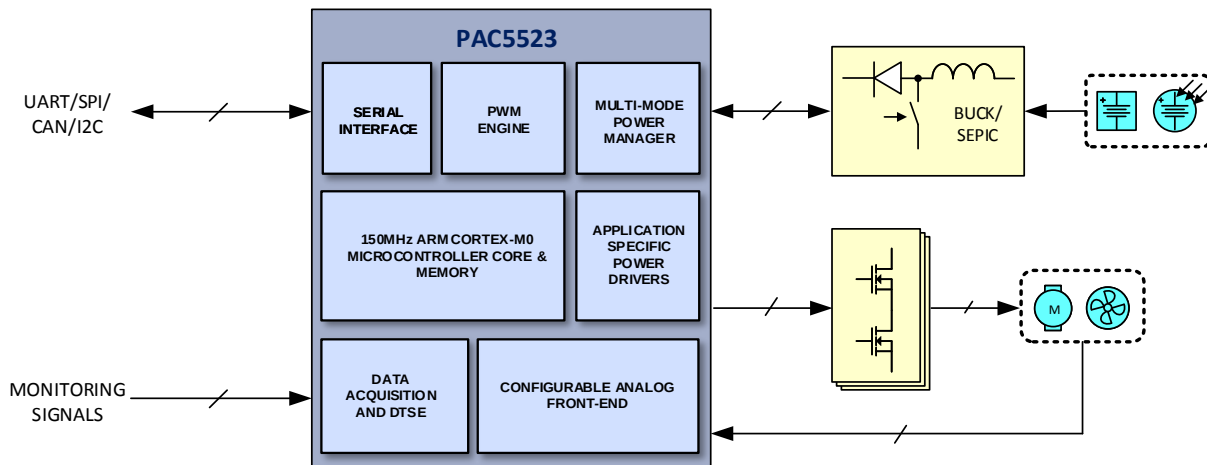 PAC5523
UART/SPI/
CAN/I2C
SERIAL
INTERFACE
PWM
ENGINE
MULTI-MODE
POWER
MANAGER
BUCK/
SEPIC
+
+
150MHz ARM CORTEX-M0
MICROCONTROLLER CORE &
MEMORY
APPLICATION
SPECIFIC
POWER
DRIVERS
M
MONITORING
SIGNALS
DATA
ACQUISITION
AND DTSE
CONFIGURABLE ANALOG
FRONT-END